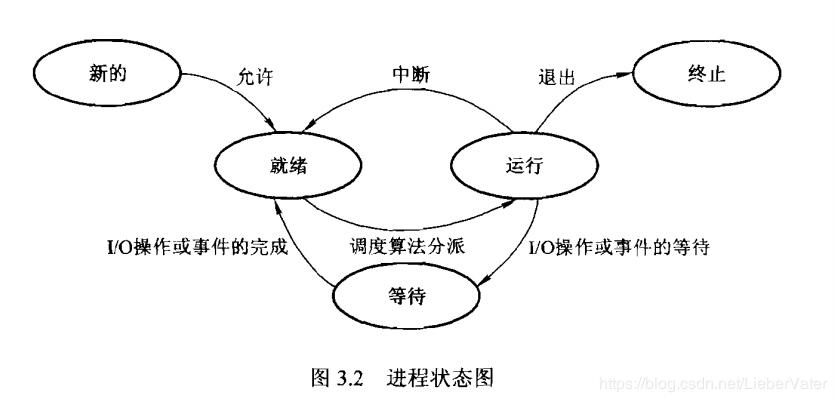 新的
允许
中断
退出
终止
就绪
运行
I/O操作或事件的完成
调度算法分派
I/O操作或事件的等待
等待
图 3.2 进程状态图
https://blog.csdn.net/LieberVater